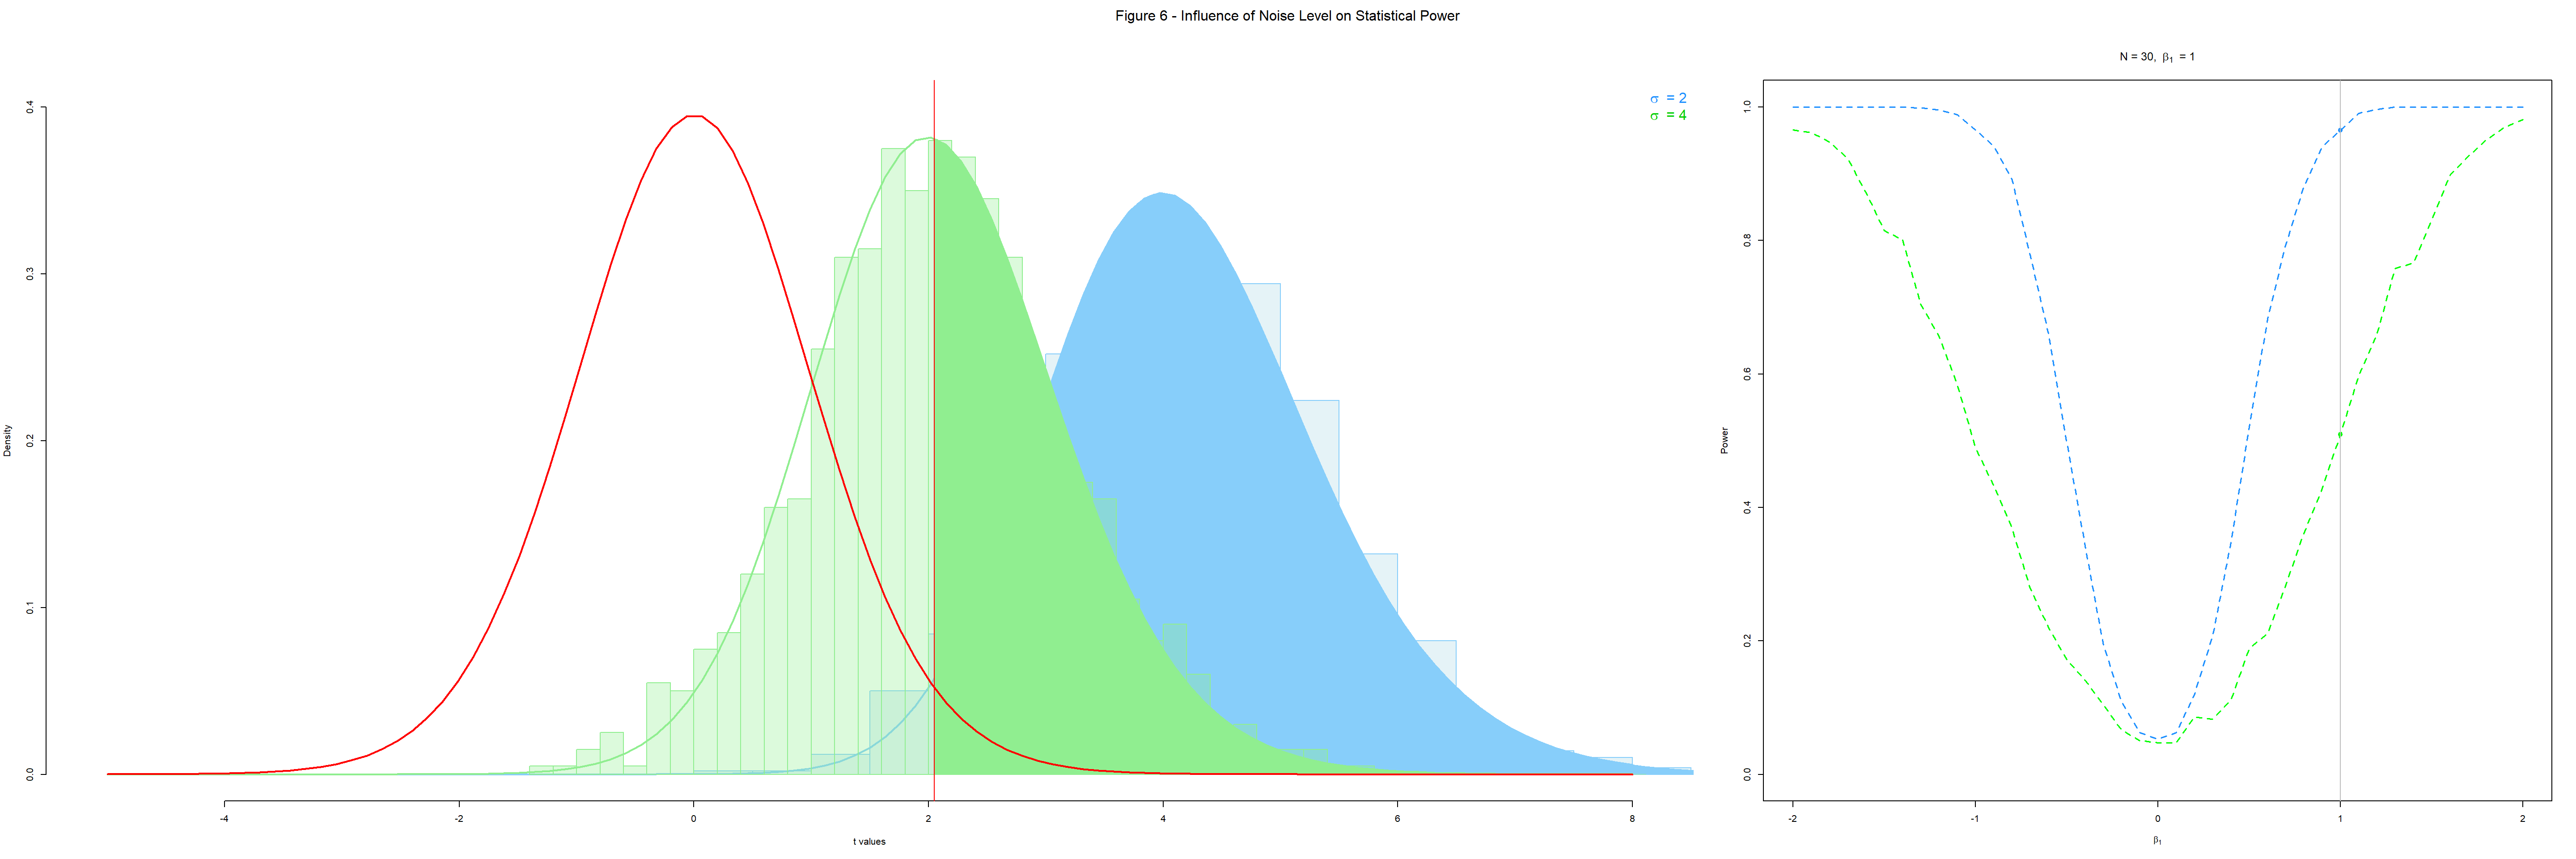 Figure 6 - Influence of Noise Level on Statistical Power
σ = 2
σ = 4
Density
0.0
0.1
0.2
0.3
0.4
-4 -2 0 2 4 6 8
t values
N = 30, β1 = 1
Power
0.0
0.2
0.4
0.6
0.8
1.0
-2 -1 0 1 2
β1